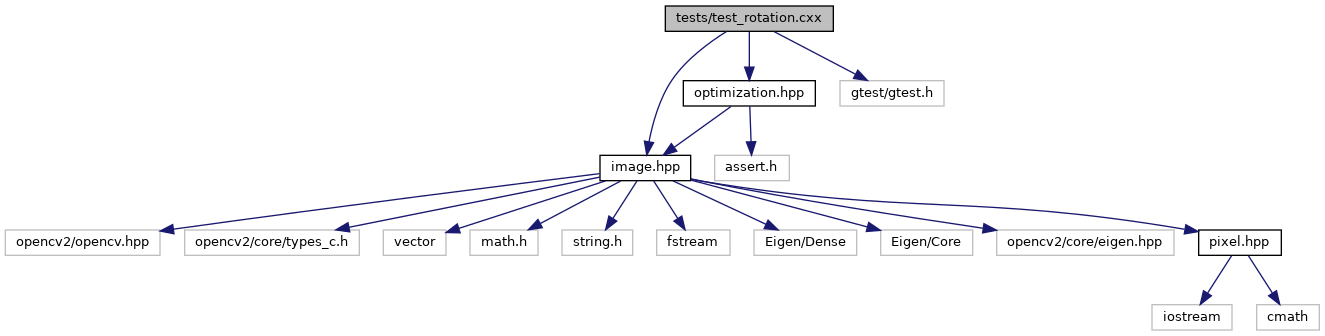 tests/test_rotation.cxx
optimization.hpp
gtest/gtest.h
image.hpp
assert.h
opencv2/opencv.hpp
opencv2/core/types_c.h
vector
math.h
string.h
fstream
Eigen/Dense
Eigen/Core
opencv2/core/eigen.hpp
pixel.hpp
iostream
cmath